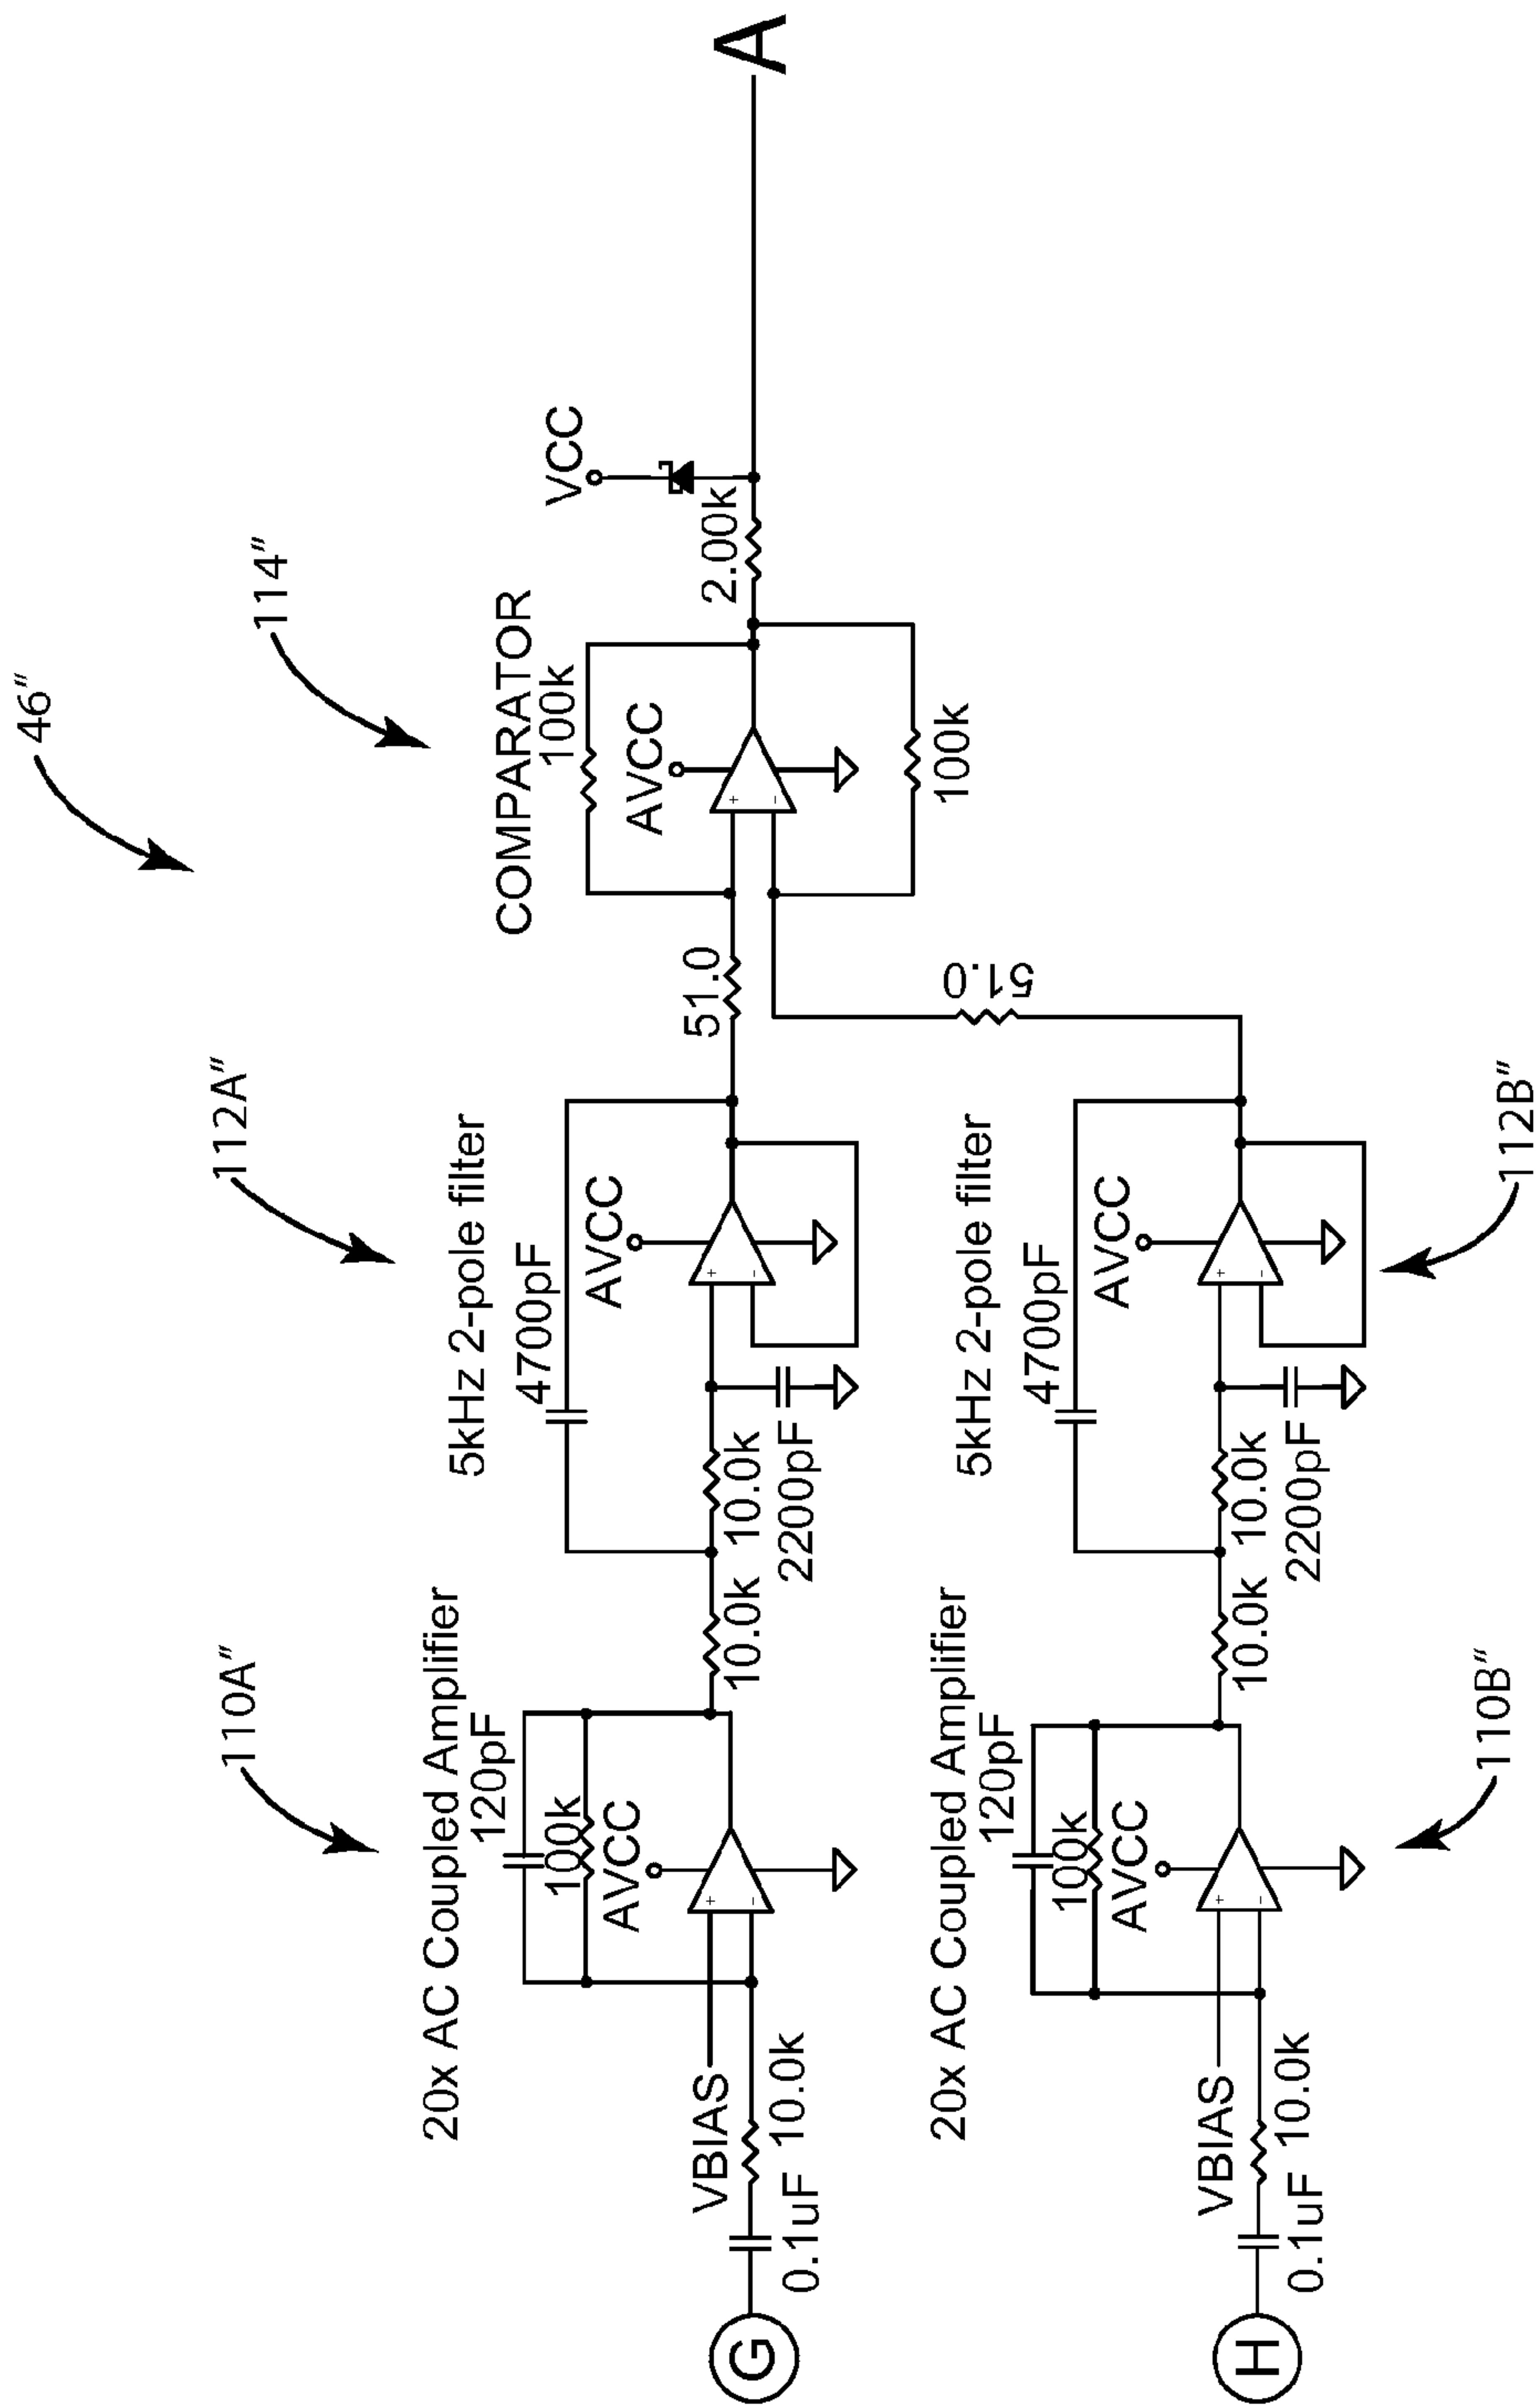 46″
114″
112A″
110A″
20x AC Coupled Amplifier
120pF
100k
AVCC
VBIAS
10.0k
0.1uF
G
10.0k
10.0k
2200pF
5kHz 2-pole filter
4700pF
AVCC
51.0
COMPARATOR
100k
AVCC
100k
2.00k
VCC
A
20x AC Coupled Amplifier
120pF
100k
AVCC
VBIAS
10.0k
0.1uF
H
10.0k
10.0k
2200pF
5kHz 2-pole filter
4700pF
AVCC
51.0
110B″
112B″